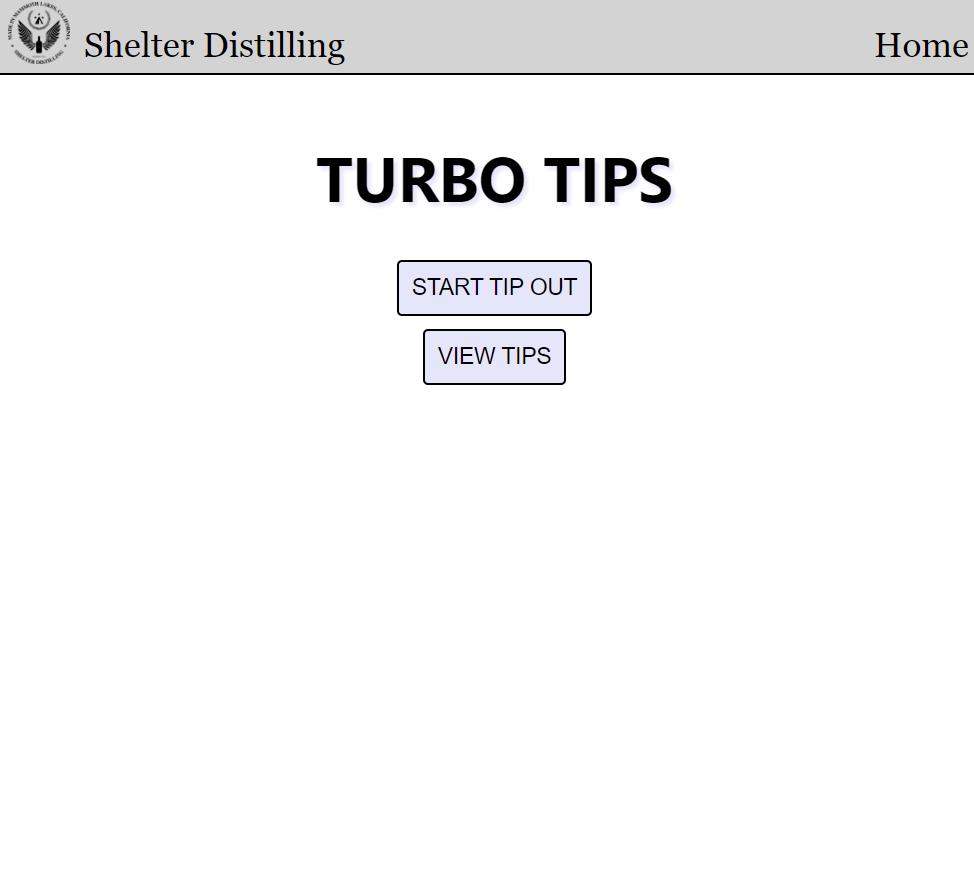 MADE IN MAMMOTH LAKES, CALIFORNIA
SHELTER DISTILLING
Shelter Distilling
Home
TURBO TIPS
START TIP OUT
VIEW TIPS